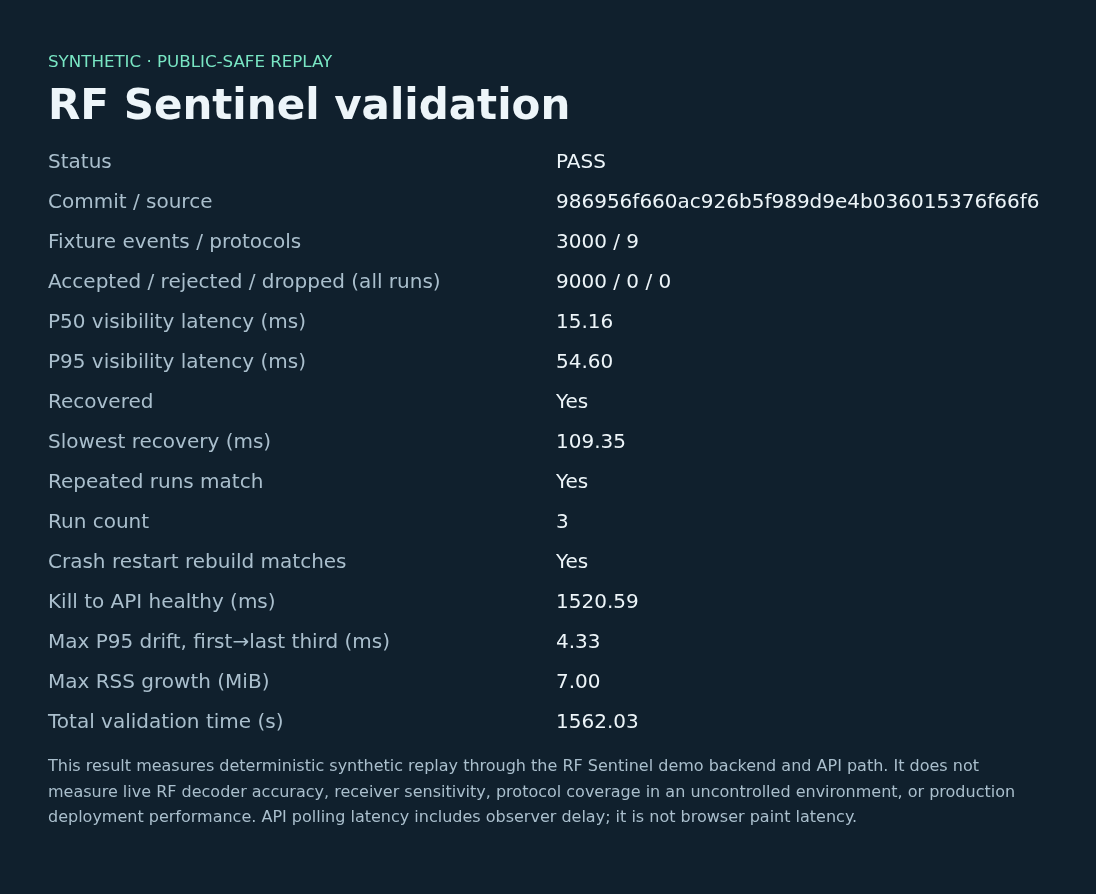 SYNTHETIC · PUBLIC-SAFE REPLAY
RF Sentinel validation
Status PASS
Commit / source 986956f660ac926b5f989d9e4b036015376f66f6
Fixture events / protocols 3000 / 9
Accepted / rejected / dropped (all runs) 9000 / 0 / 0
P50 visibility latency (ms) 15.16
P95 visibility latency (ms) 54.60
Recovered Yes
Slowest recovery (ms) 109.35
Repeated runs match Yes
Run count 3
Crash restart rebuild matches Yes
Kill to API healthy (ms) 1520.59
Max P95 drift, first→last third (ms) 4.33
Max RSS growth (MiB) 7.00
Total validation time (s) 1562.03
This result measures deterministic synthetic replay through the RF Sentinel demo backend and API path. It does not
measure live RF decoder accuracy, receiver sensitivity, protocol coverage in an uncontrolled environment, or production
deployment performance. API polling latency includes observer delay; it is not browser paint latency.